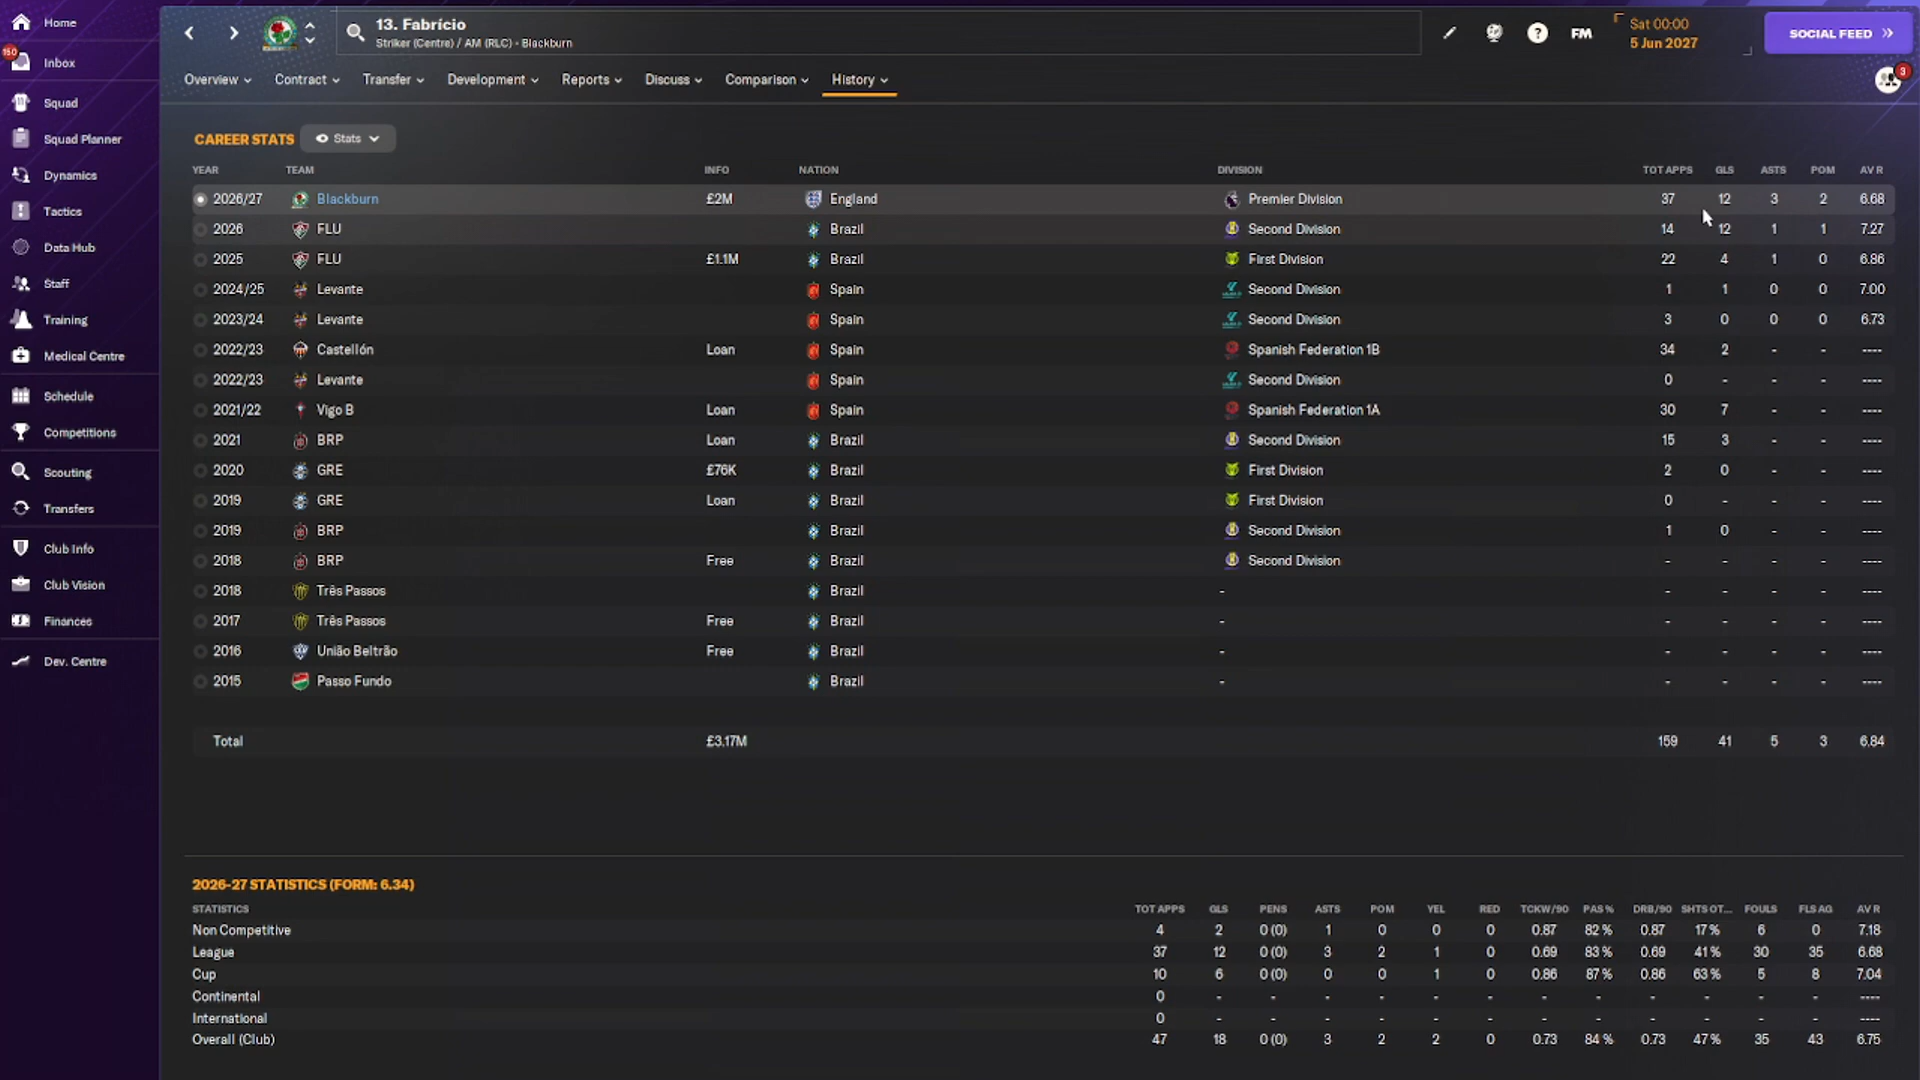 Home
150
Inbox
Squad
Squad Planner
Dynamics
Tactics
Data Hub
Staff
Training
Medical Centre
Schedule
Competitions
Scouting
Transfers
Club Info
Club Vision
Finances
Dev. Centre
13. Fabrício
Striker (Centre) / AM (RLC) - Blackburn
FM
Sat 00:00
5 Jun 2027
SOCIAL FEED
3
Overview Contract Transfer Development Reports Discuss Comparison History
CAREER STATS Stats
YEAR TEAM INFO NATION DIVISION TOT APPS GLS ASTS POM AV R
2026/27 Blackburn £2M England Premier Division 37 12 3 2 6.68
2026 FLU Brazil Second Division 14 12 1 1 7.27
2025 FLU £1.1M Brazil First Division 22 4 1 0 6.86
2024/25 Levante Spain Second Division 1 1 0 0 7.00
2023/24 Levante Spain Second Division 3 0 0 0 6.73
2022/23 Castellón Loan Spain Spanish Federation 1B 34 2 - - ----
2022/23 Levante Spain Second Division 0 - - - ----
2021/22 Vigo B Loan Spain Spanish Federation 1A 30 7 - - ----
2021 BRP Loan Brazil Second Division 15 3 - - ----
2020 GRE £76K Brazil First Division 2 0 - - ----
2019 GRE Loan Brazil First Division 0 - - - ----
2019 BRP Brazil Second Division 1 0 - - ----
2018 BRP Free Brazil Second Division - - - - ----
2018 Três Passos Brazil - - - - - ----
2017 Três Passos Free Brazil - - - - - ----
2016 União Beltrão Free Brazil - - - - - ----
2015 Passo Fundo Brazil - - - - - ----
Total £3.17M 159 41 5 3 6.84
2026-27 STATISTICS (FORM: 6.34)
STATISTICS TOT APPS GLS PENS ASTS POM YEL RED TCKW/90 PAS % DRB/90 SHTS OT... FOULS FLS AG AV R
Non Competitive 4 2 0 (0) 1 0 0 0 0.87 82 % 0.87 17 % 6 0 7.18
League 37 12 0 (0) 3 2 1 0 0.69 83 % 0.69 41 % 30 35 6.68
Cup 10 6 0 (0) 0 0 1 0 0.86 87 % 0.86 63 % 5 8 7.04
Continental 0 - - - - - - - - - - - - ----
International 0 - - - - - - - - - - - - ----
Overall (Club) 47 18 0 (0) 3 2 2 0 0.73 84 % 0.73 47 % 35 43 6.75